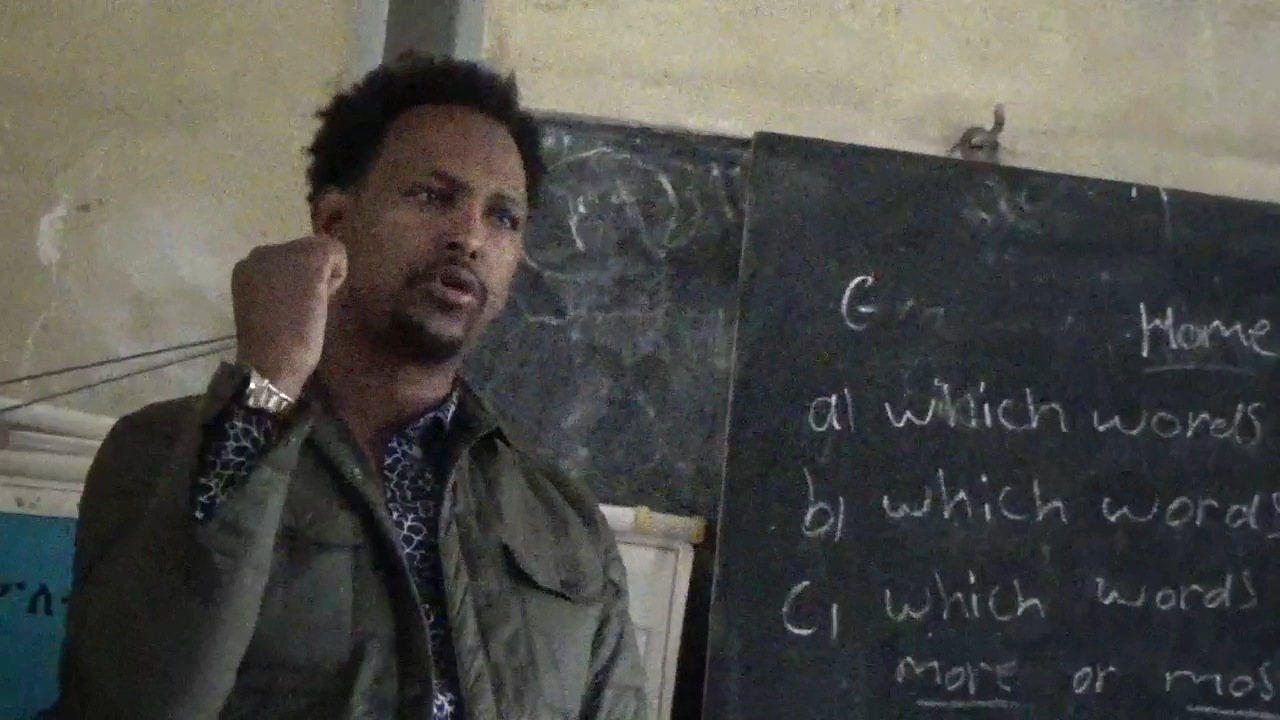 Home
a) which words
b) which words
C) which words
more or mos